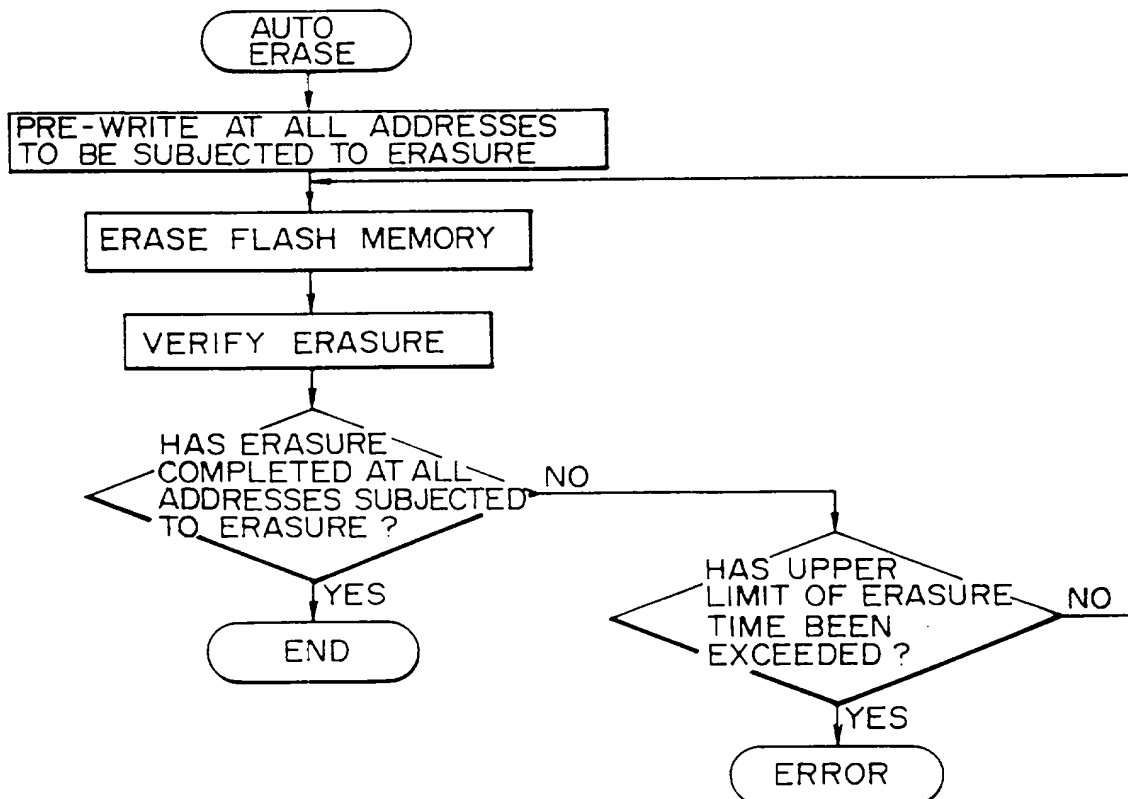 AUTO
ERASE
PRE-WRITE AT ALL ADDRESSES
TO BE SUBJECTED TO ERASURE
ERASE FLASH MEMORY
VERIFY ERASURE
HAS ERASURE
COMPLETED AT ALL
ADDRESSES SUBJECTED
TO ERASURE ?
NO
YES
END
HAS UPPER
LIMIT OF ERASURE
TIME BEEN
EXCEEDED ?
NO
YES
ERROR